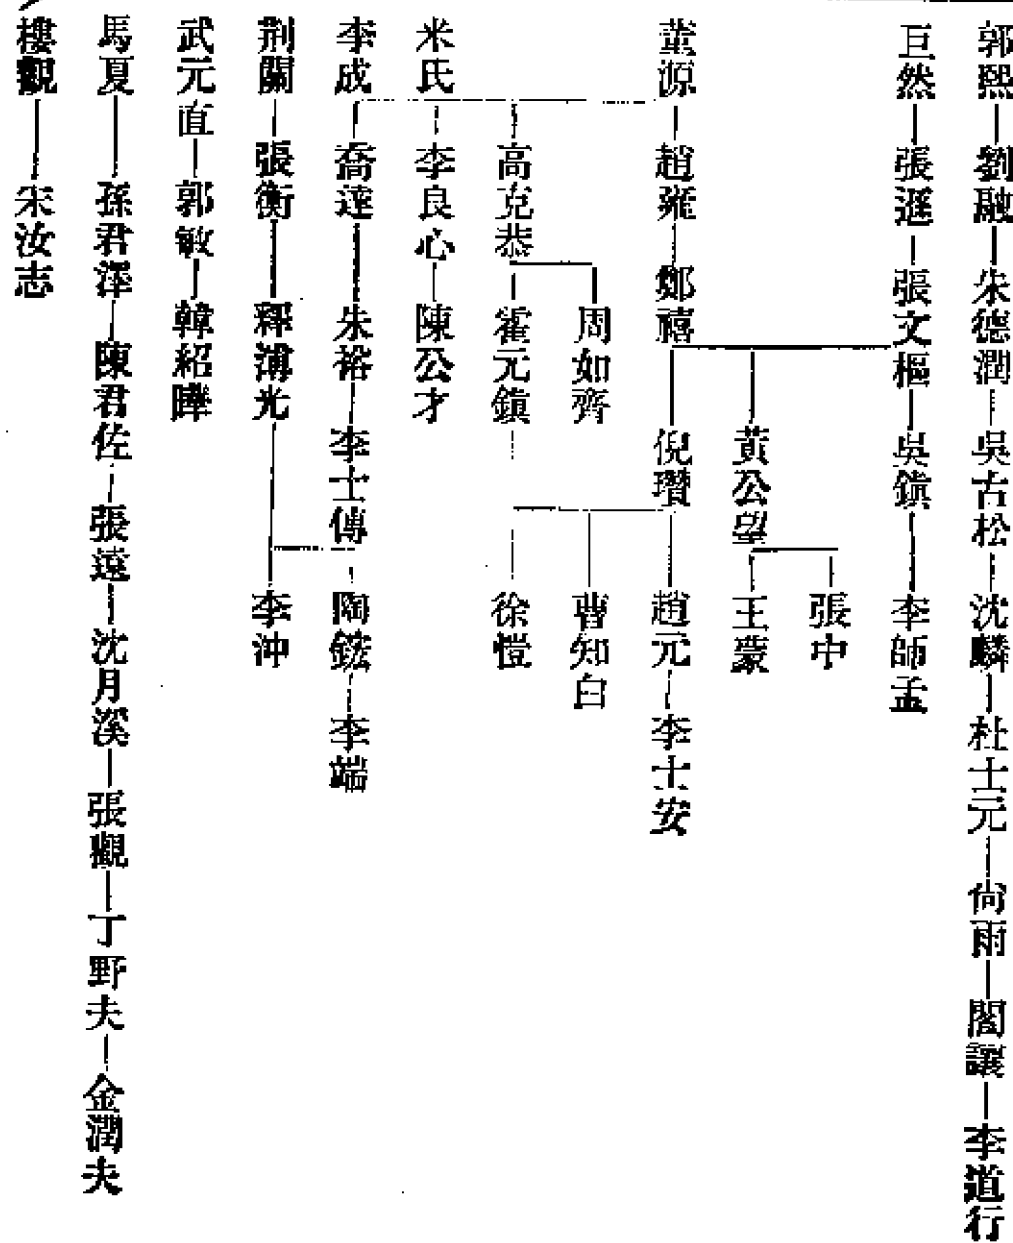 郭熙 劉融 朱德潤 吳古松 沈麟 杜士元 尙雨 閻讓 李道行
巨然 張遜 張文樞 吳鎭 李師孟
張中
黃公望 王蒙
董源 趙雍 鄭禧 倪瓚 趙元 李士安
周如齊 曹知白
高克恭 霍元鎭 徐愷
米氏 李良心 陳公才
李成 喬達 朱裕 李士傳 陶鉉 李端
荆關 張衡 釋溥光 李沖
武元直 郭敏 韓紹曄
馬夏 孫君澤 陳君佐 張遠 沈月溪 張觀 丁野夫 金潤夫
樓觀 宋汝志